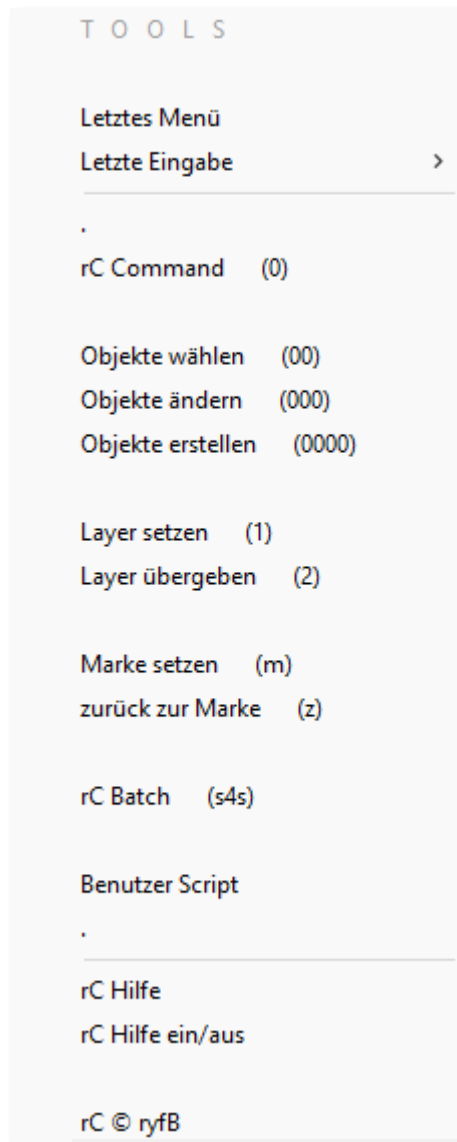 T O O L S
Letztes Menü
Letzte Eingabe >
.
rC Command (0)
Objekte wählen (00)
Objekte ändern (000)
Objekte erstellen (0000)
Layer setzen (1)
Layer übergeben (2)
Marke setzen (m)
zurück zur Marke (z)
rC Batch (s4s)
Benutzer Script
.
rC Hilfe
rC Hilfe ein/aus
rC © ryfB